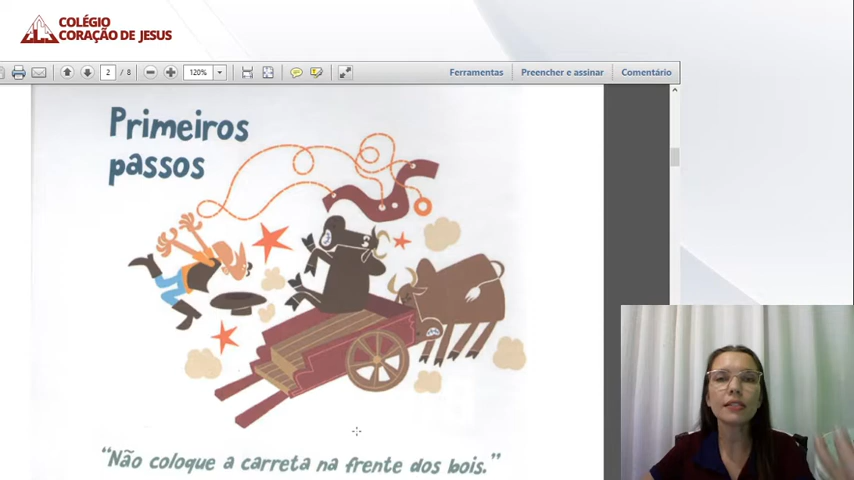 COLÉGIO
CORAÇÃO DE JESUS
2 / 8
120%
Ferramentas
Preencher e assinar
Comentário
Primeiros
passos
"Não coloque a carreta na frente dos bois."